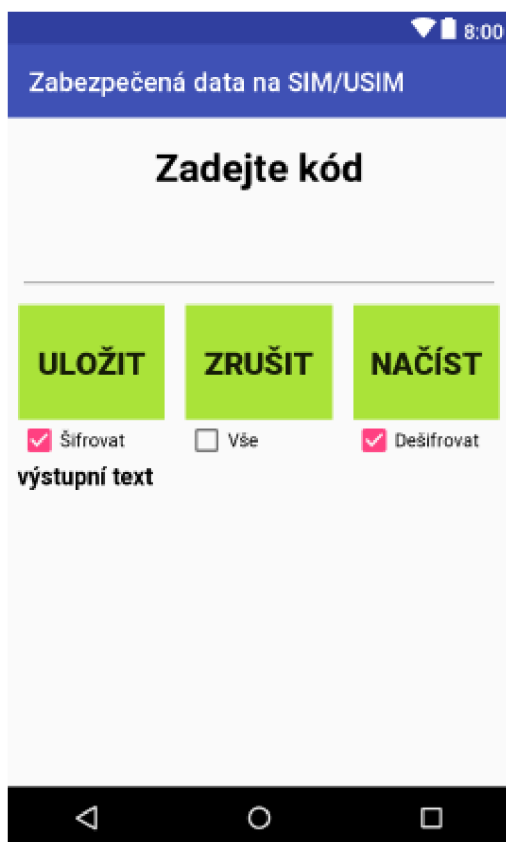 8:00
Zabezpečená data na SIM/USIM
Zadejte kód
ULOŽIT ZRUŠIT NAČÍST
Šifrovat Vše Dešifrovat
výstupní text